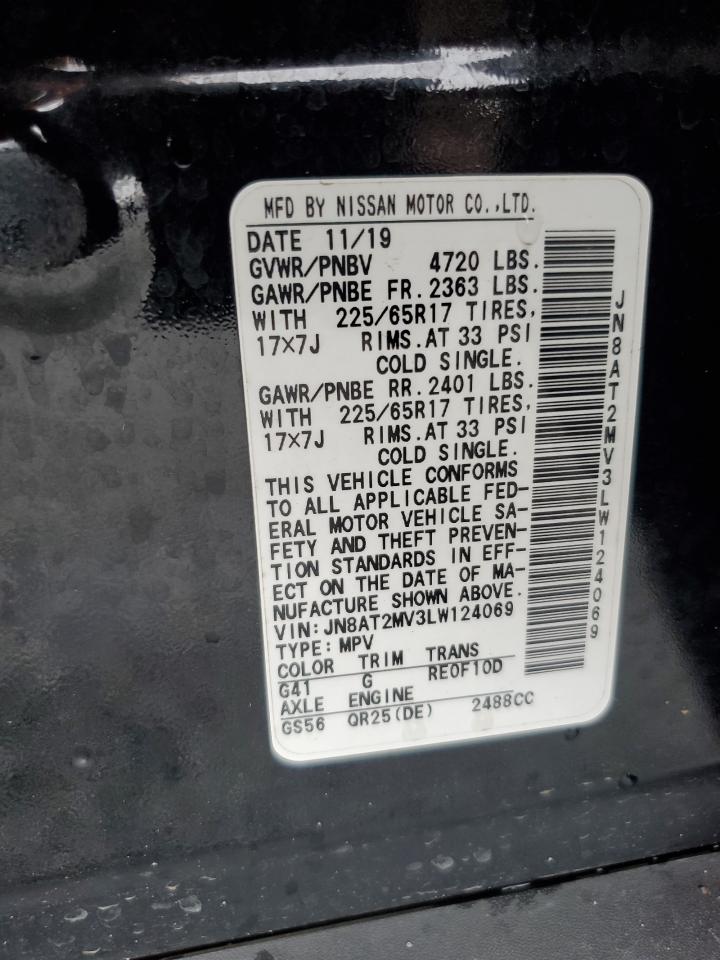 MFD BY NISSAN MOTOR CO.,LTD.
DATE 11/19
GVWR/PNBV 4720 LBS.
GAWR/PNBE FR. 2363 LBS.
WITH 225/65R17 TIRES,
17×7J RIMS.AT 33 PSI
COLD SINGLE.
GAWR/PNBE RR. 2401 LBS.
WITH 225/65R17 TIRES,
17×7J RIMS.AT 33 PSI
COLD SINGLE.
THIS VEHICLE CONFORMS
TO ALL APPLICABLE FED-
ERAL MOTOR VEHICLE SA-
FETY AND THEFT PREVEN-
TION STANDARDS IN EFF-
ECT ON THE DATE OF MA-
NUFACTURE SHOWN ABOVE.
VIN:JN8AT2MV3LW124069
TYPE:MPV
COLOR TRIM TRANS
G41 G RE0F10D
AXLE ENGINE
GS56 QR25(DE) 2488CC
JN8AT2MV3LW124069